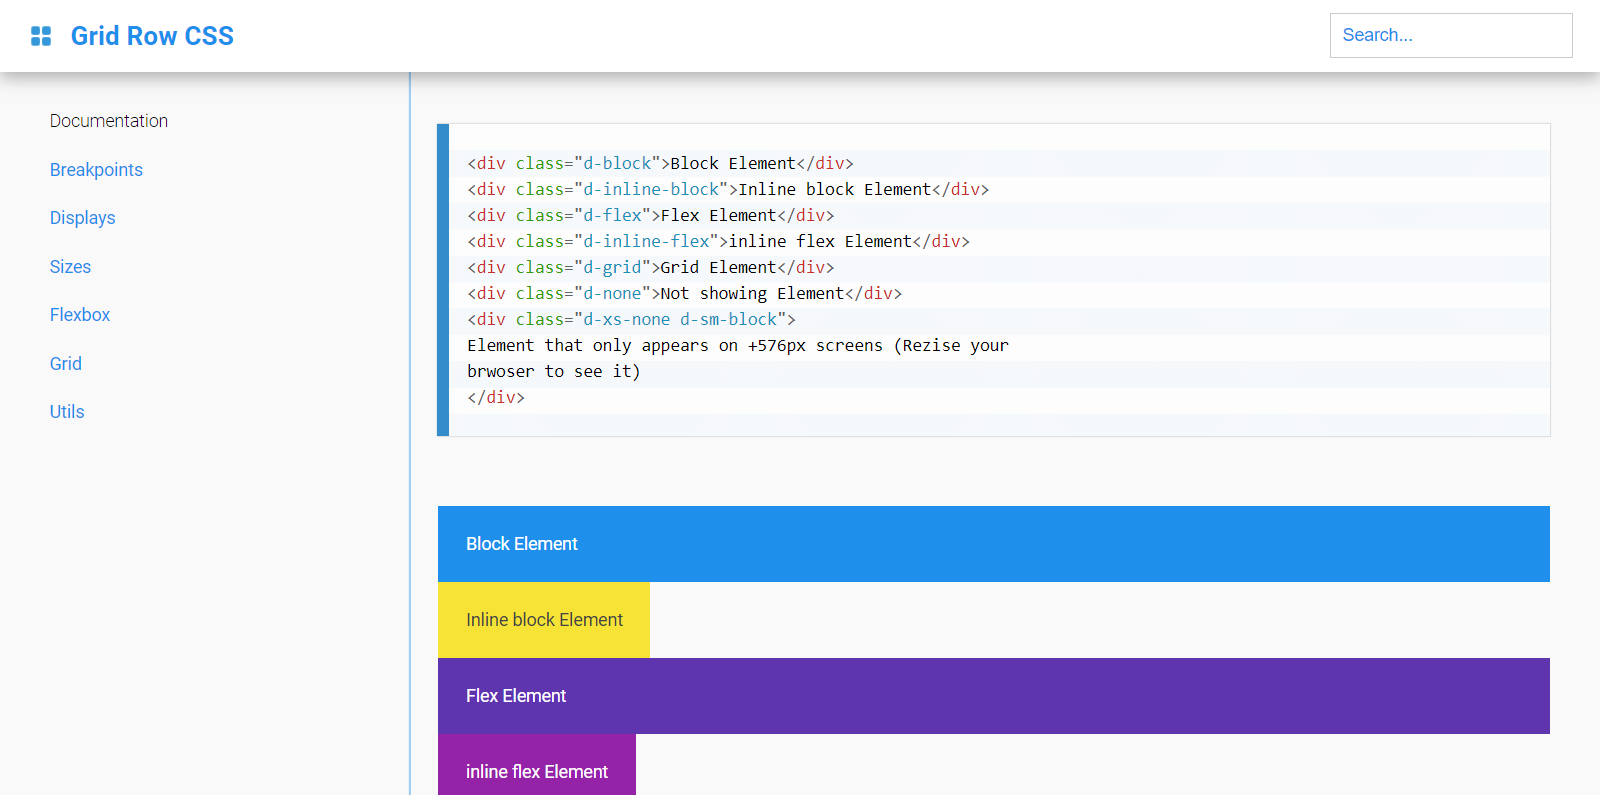 Grid Row CSS
Search...
Documentation
Breakpoints
Displays
Sizes
Flexbox
Grid
Utils
<div class="d-block">Block Element</div>
<div class="d-inline-block">Inline block Element</div>
<div class="d-flex">Flex Element</div>
<div class="d-inline-flex">inline flex Element</div>
<div class="d-grid">Grid Element</div>
<div class="d-none">Not showing Element</div>
<div class="d-xs-none d-sm-block">
Element that only appears on +576px screens (Rezise your
brwoser to see it)
</div>
Block Element
Inline block Element
Flex Element
inline flex Element